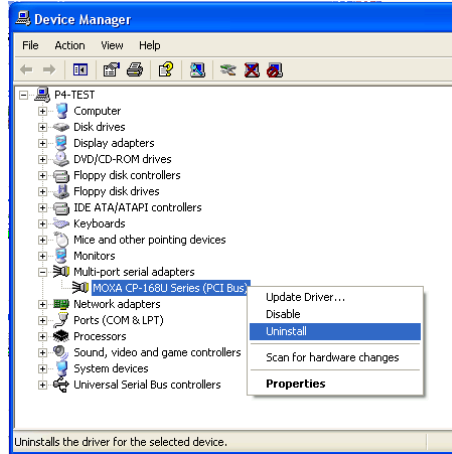 Device Manager
File Action View Help
P4-TEST
Computer
Disk drives
Display adapters
DVD/CD-ROM drives
Floppy disk controllers
Floppy disk drives
IDE ATA/ATAPI controllers
Keyboards
Mice and other pointing devices
Monitors
Multi-port serial adapters
MOXA CP-168U Series (PCI Bus)
Network adapters
Ports (COM & LPT)
Processors
Sound, video and game controllers
System devices
Universal Serial Bus controllers
Update Driver...
Disable
Uninstall
Scan for hardware changes
Properties
Uninstalls the driver for the selected device.